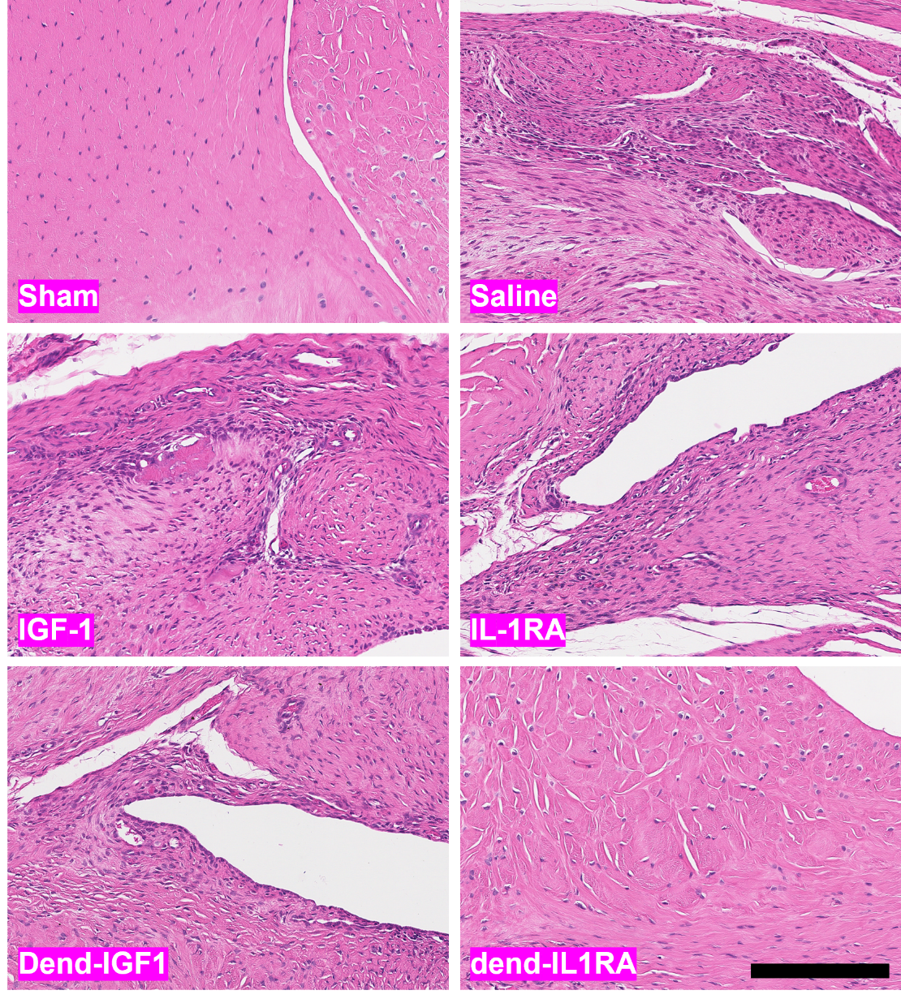 Sham
Saline
IGF-1
IL-1RA
Dend-IGF1
dend-IL1RA